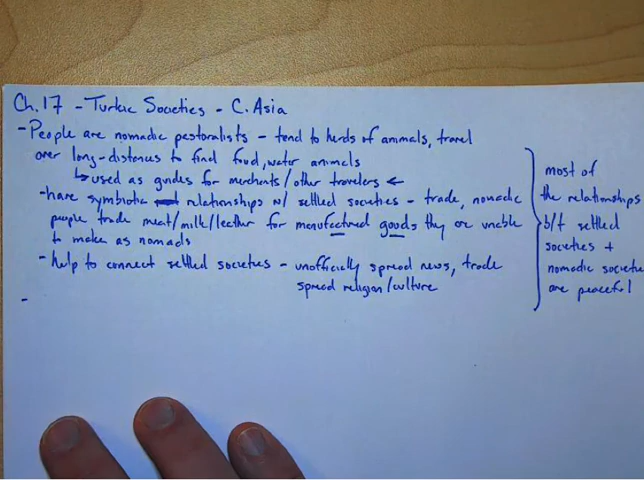 Ch. 17 - Turkic Societies - C. Asia
- People are nomadic pastoralists - tend to herds of animals, travel
over long-distances to find food, water animals
↳ used as guides for merchants/other travelers ←
- have symbiotic relationships w/ settled societies - trade, nomadic
people trade meat/milk/leather for manufactured goods they are unable
to make as nomads
- help to connect settled societies - unofficially spread news, trade
spread religion/culture
-
most of
the relationships
b/t settled
societies +
nomadic societies
are peaceful